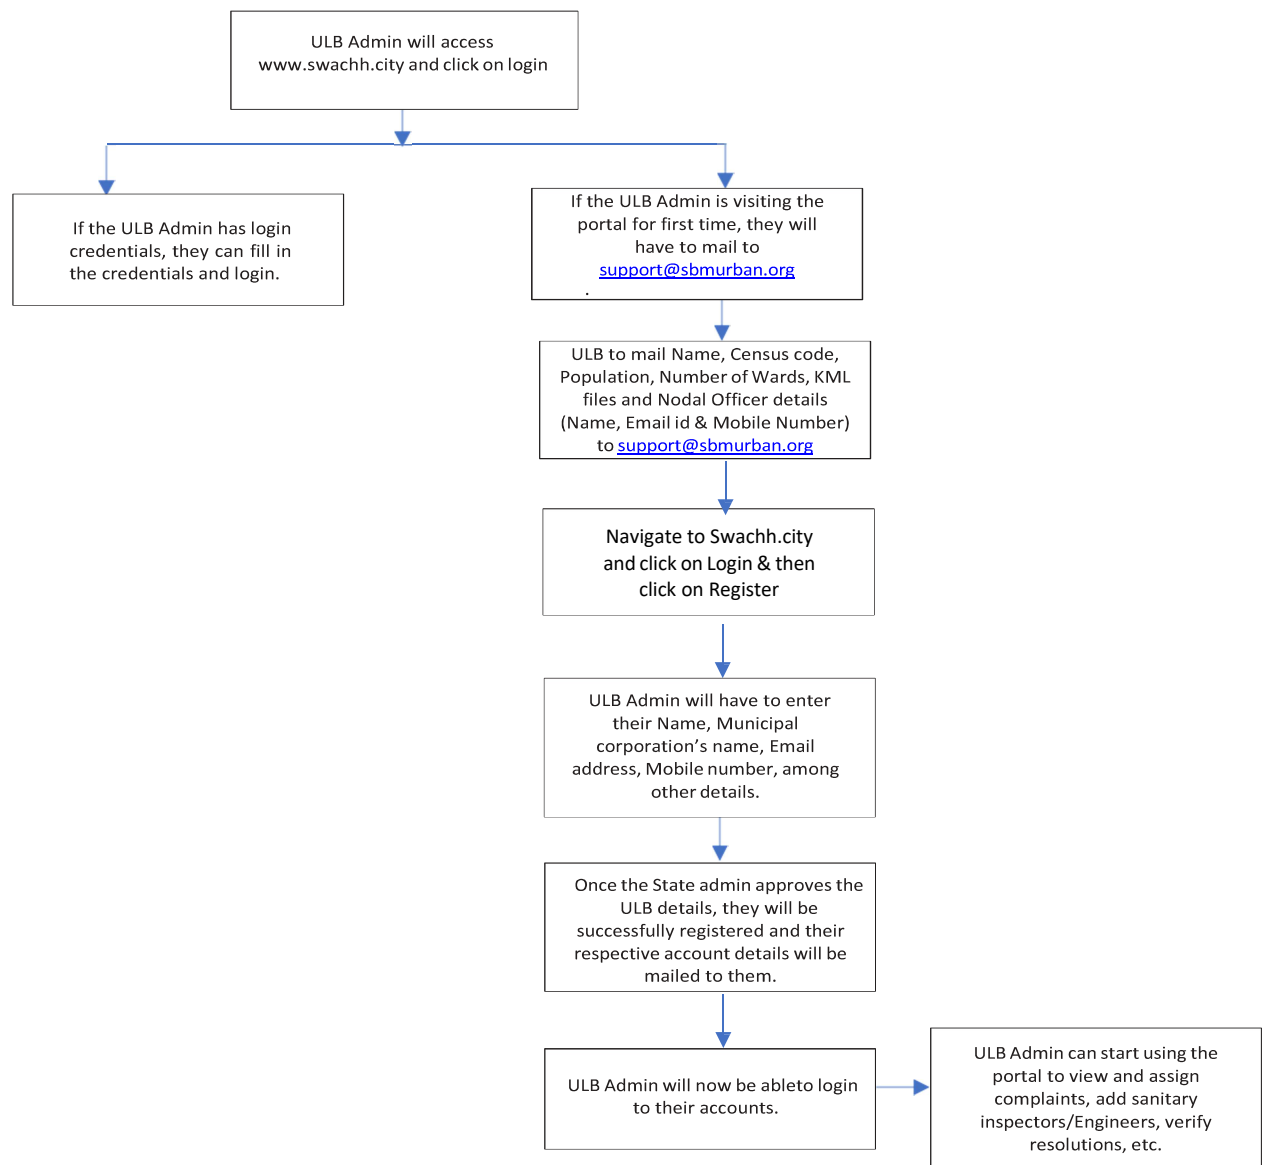 ULB Admin will access
www.swachh.city and click on login
If the ULB Admin has login
credentials, they can fill in
the credentials and login.
If the ULB Admin is visiting the
portal for first time, they will
have to mail to
support@sbmurban.org
.
ULB to mail Name, Census code,
Population, Number of Wards, KML
files and Nodal Officer details
(Name, Email id & Mobile Number)
to support@sbmurban.org
Navigate to Swachh.city
and click on Login & then
click on Register
ULB Admin will have to enter
their Name, Municipal
corporation’s name, Email
address, Mobile number, among
other details.
Once the State admin approves the
ULB details, they will be
successfully registered and their
respective account details will be
mailed to them.
ULB Admin will now be ableto login
to their accounts.
ULB Admin can start using the
portal to view and assign
complaints, add sanitary
inspectors/Engineers, verify
resolutions, etc.